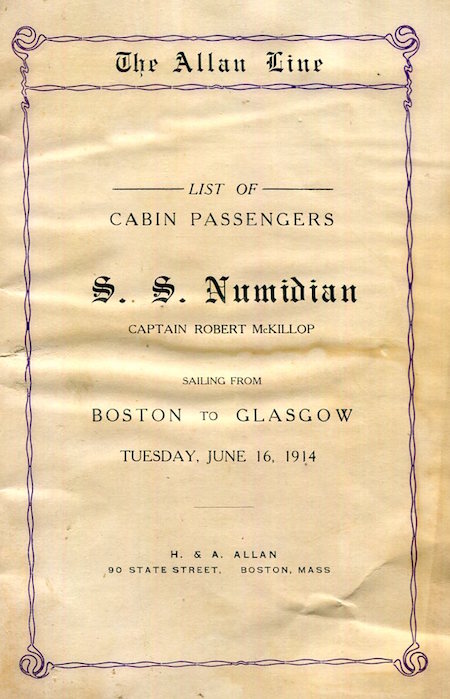 The Allan Line
LIST OF
CABIN PASSENGERS
S. S. Numidian
CAPTAIN ROBERT McKILLOP
SAILING FROM
BOSTON TO GLASGOW
TUESDAY, JUNE 16, 1914
H. & A. ALLAN
90 STATE STREET, BOSTON, MASS